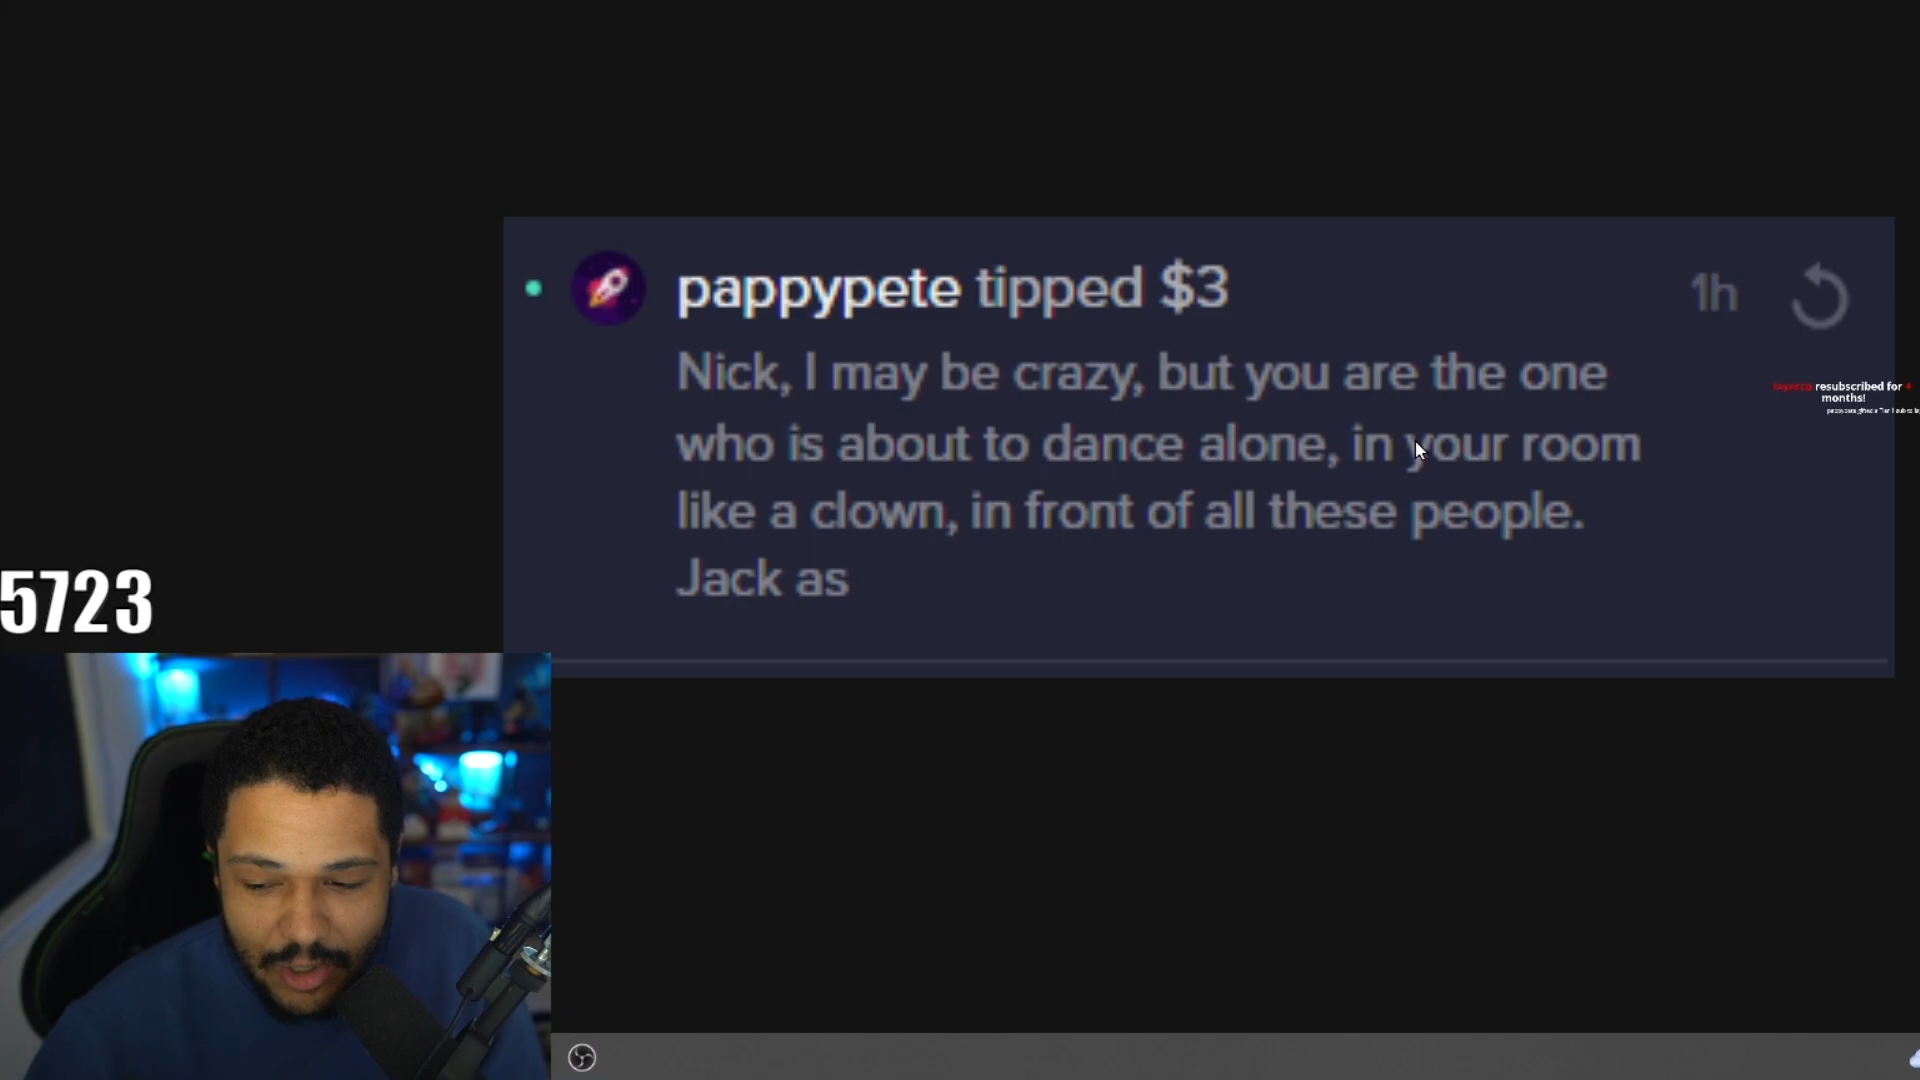 pappypete tipped $3
1h
Nick, I may be crazy, but you are the one
who is about to dance alone, in your room
like a clown, in front of all these people.
Jack as
resubscribed for 4
months!
5723